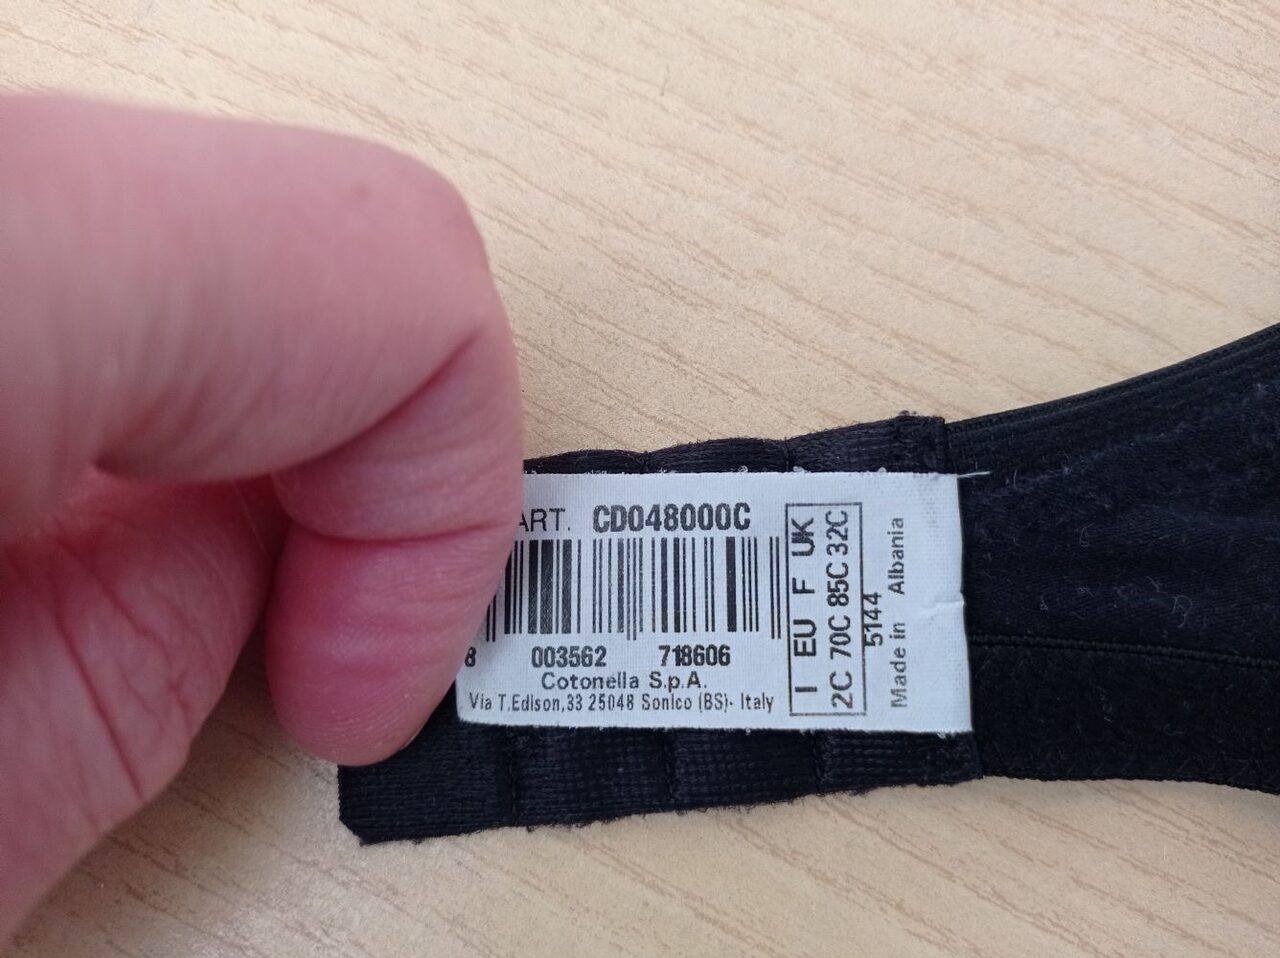 ART. CD048000C
8 003562 718606
Cotonella S.p.A.
Via T.Edison,33 25048 Sonico (BS)- Italy
I EU F UK
2C 70C 85C 32C
5144
Made in Albania